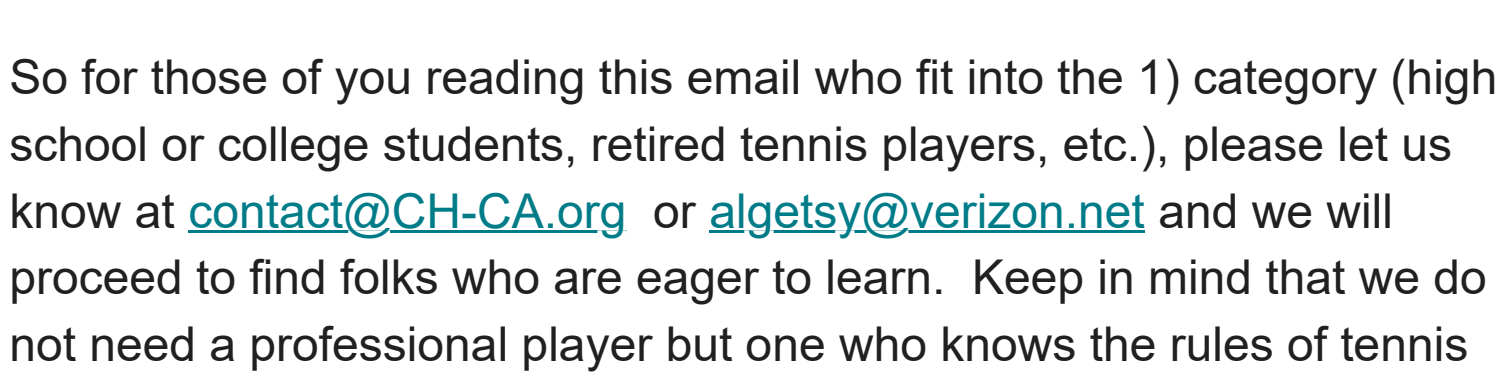 So for those of you reading this email who fit into the 1) category (high
school or college students, retired tennis players, etc.), please let us
know at contact@CH-CA.org  or algetsy@verizon.net and we will
proceed to find folks who are eager to learn.  Keep in mind that we do
not need a professional player but one who knows the rules of tennis